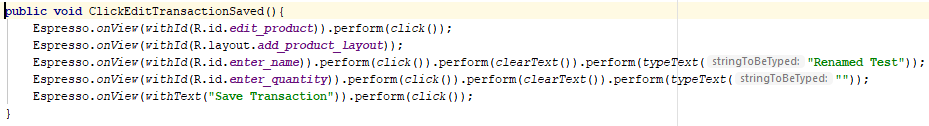 public void ClickEditTransactionSaved(){
Espresso.onView(withId(R.id.edit_product)).perform(click());
Espresso.onView(withId(R.layout.add_product_layout));
Espresso.onView(withId(R.id.enter_name)).perform(click()).perform(clearText()).perform(typeText( stringToBeTyped: "Renamed Test"));
Espresso.onView(withId(R.id.enter_quantity)).perform(click()).perform(clearText()).perform(typeText( stringToBeTyped: ""));
Espresso.onView(withText("Save Transaction")).perform(click());
}